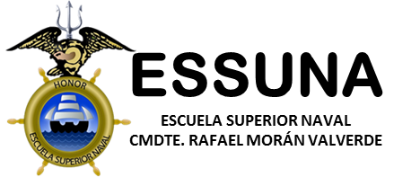 HONOR
ESCUELA SUPERIOR NAVAL
ESSUNA
ESCUELA SUPERIOR NAVAL
CMDTE. RAFAEL MORÁN VALVERDE